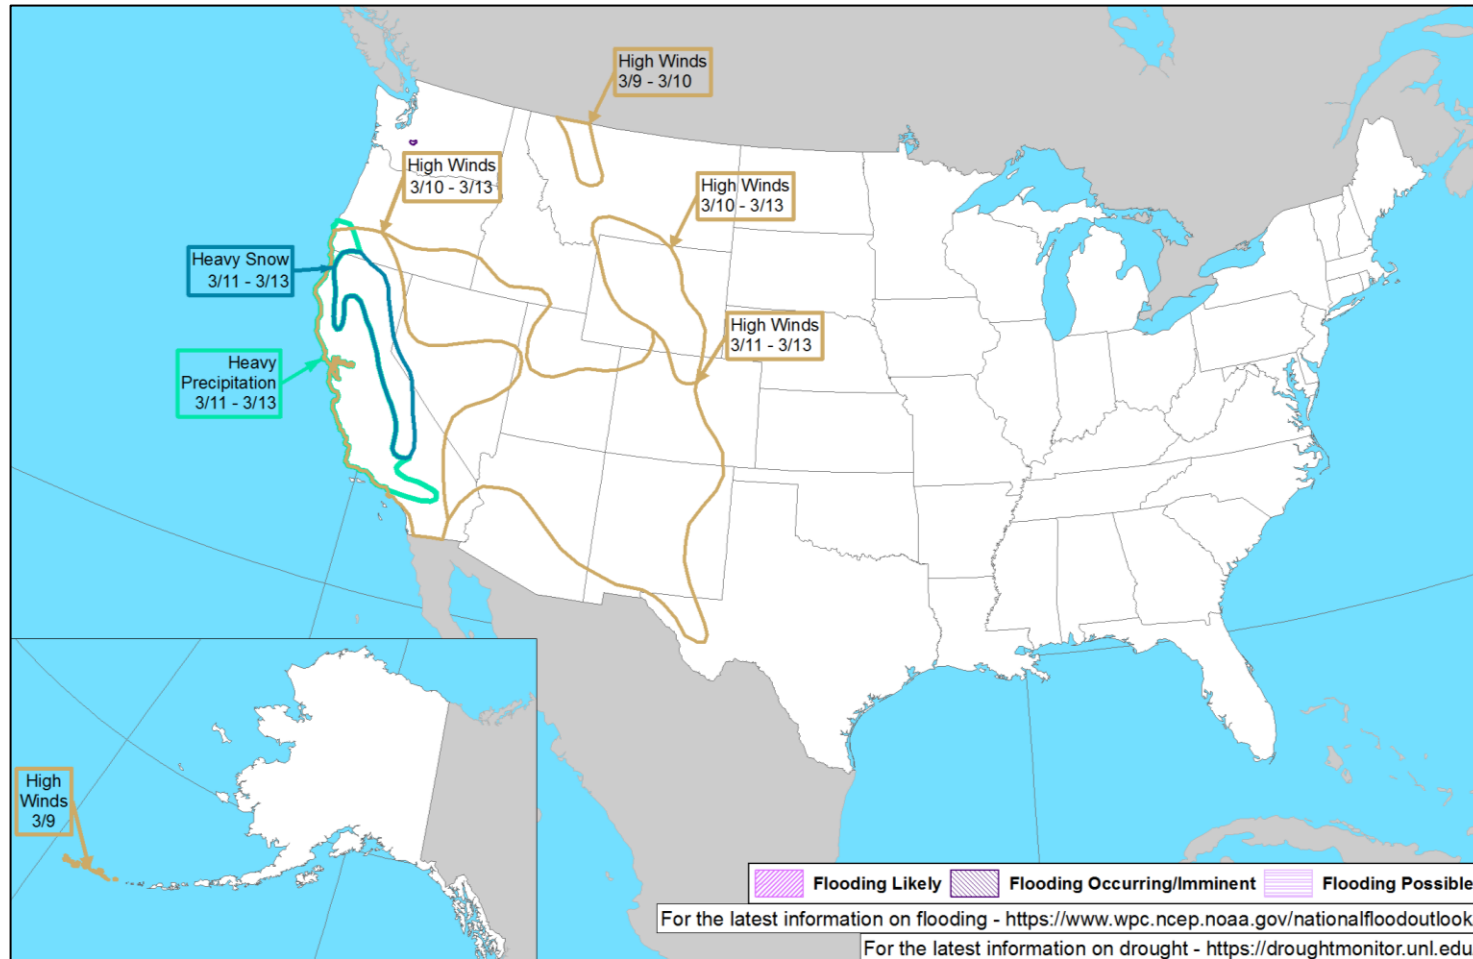 High Winds
3/9 - 3/10
High Winds
3/10 - 3/13
High Winds
3/10 - 3/13
Heavy Snow
3/11 - 3/13
High Winds
3/11 - 3/13
Heavy
Precipitation
3/11 - 3/13
High
Winds
3/9
Flooding Likely
Flooding Occurring/Imminent
Flooding Possible
For the latest information on flooding - https://www.wpc.ncep.noaa.gov/nationalfloodoutlook
For the latest information on drought - https://droughtmonitor.unl.edu